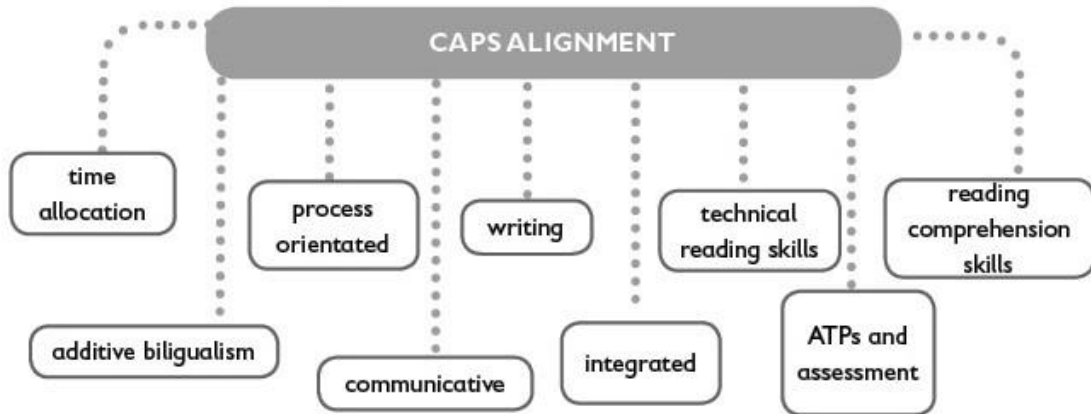 CAPS ALIGNMENT
time
allocation
process
orientated
writing
technical
reading skills
reading
comprehension
skills
additive biligualism
communicative
integrated
ATPs and
assessment